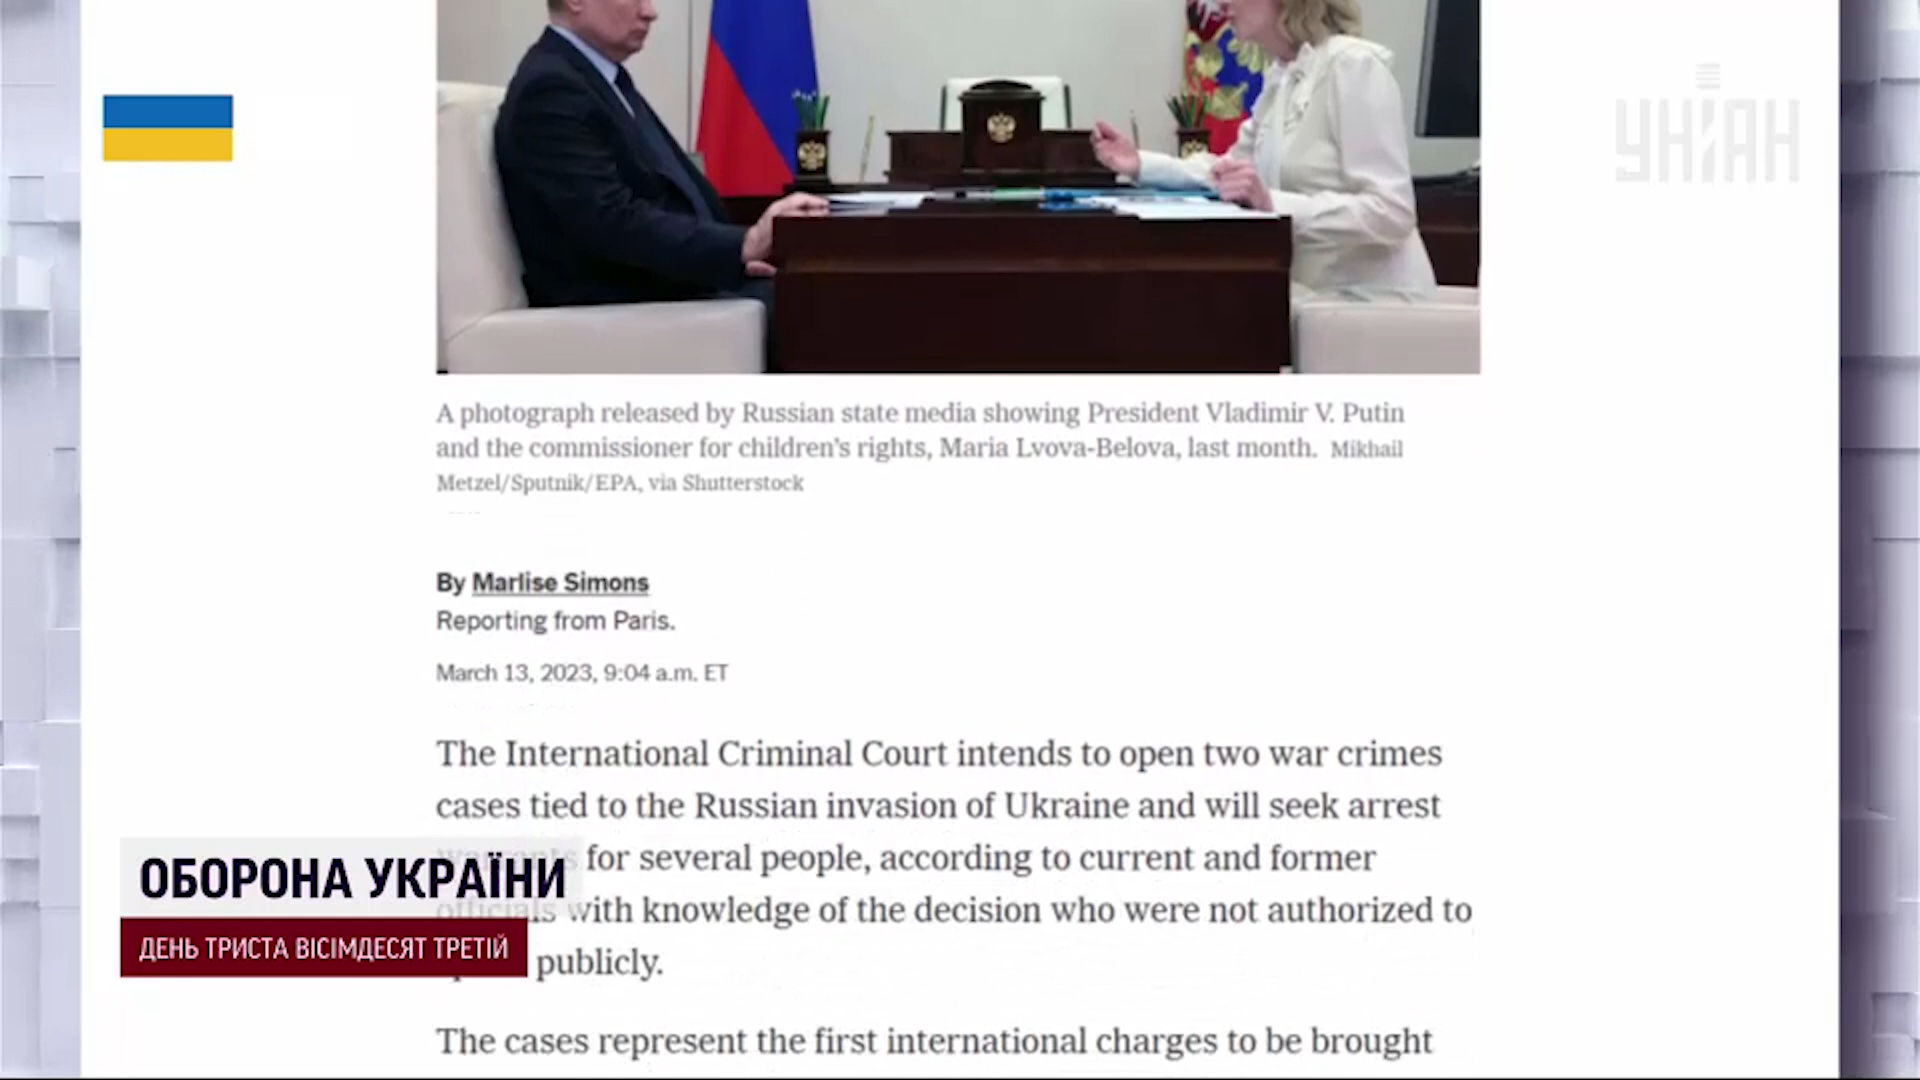 УНІАН
A photograph released by Russian state media showing President Vladimir V. Putin
and the commissioner for children's rights, Maria Lvova-Belova, last month. Mikhail
Metzel/Sputnik/EPA, via Shutterstock
By Marlise Simons
Reporting from Paris.
March 13, 2023, 9:04 a.m. ET
The International Criminal Court intends to open two war crimes
cases tied to the Russian invasion of Ukraine and will seek arrest
warrants for several people, according to current and former
officials with knowledge of the decision who were not authorized to
publicly.
The cases represent the first international charges to be brought
ОБОРОНА УКРАЇНИ
ДЕНЬ ТРИСТА ВІСІМДЕСЯТ ТРЕТІЙ